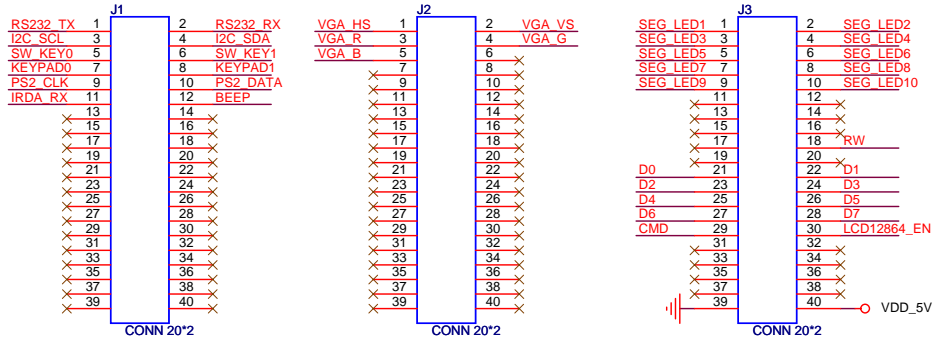 J1 J2 J3
RS232_TX 1 2 RS232_RX VGA_HS 1 2 VGA_VS SEG_LED1 1 2 SEG_LED2
I2C_SCL 3 4 I2C_SDA VGA_R 3 4 VGA_G SEG_LED3 3 4 SEG_LED4
SW_KEY0 5 6 SW_KEY1 VGA_B 5 6 SEG_LED5 5 6 SEG_LED6
KEYPAD0 7 8 KEYPAD1 7 8 SEG_LED7 7 8 SEG_LED8
PS2_CLK 9 10 PS2_DATA 9 10 SEG_LED9 9 10 SEG_LED10
IRDA_RX 11 12 BEEP 11 12 11 12
13 14 13 14 13 14
15 16 15 16 15 16
17 18 17 18 17 18 RW
19 20 19 20 19 20
21 22 21 22 D0 21 22 D1
23 24 23 24 D2 23 24 D3
25 26 25 26 D4 25 26 D5
27 28 27 28 D6 27 28 D7
29 30 29 30 CMD 29 30 LCD12864_EN
31 32 31 32 31 32
33 34 33 34 33 34
35 36 35 36 35 36
37 38 37 38 37 38
39 40 39 40 39 40 VDD_5V
CONN 20*2 CONN 20*2 CONN 20*2